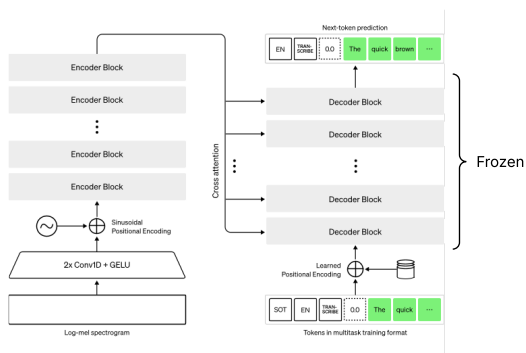 Next-token prediction
EN
TRAN-
SCRIBE
0.0
The
quick
brown
...
Encoder Block
Encoder Block
...
Encoder Block
Encoder Block
Cross attention
Decoder Block
Decoder Block
...
Decoder Block
Decoder Block
Frozen
Sinusoidal
Positional Encoding
2x Conv1D + GELU
Log-mel spectrogram
Learned
Positional Encoding
SOT
EN
TRAN-
SCRIBE
0.0
The
quick
...
Tokens in multitask training format